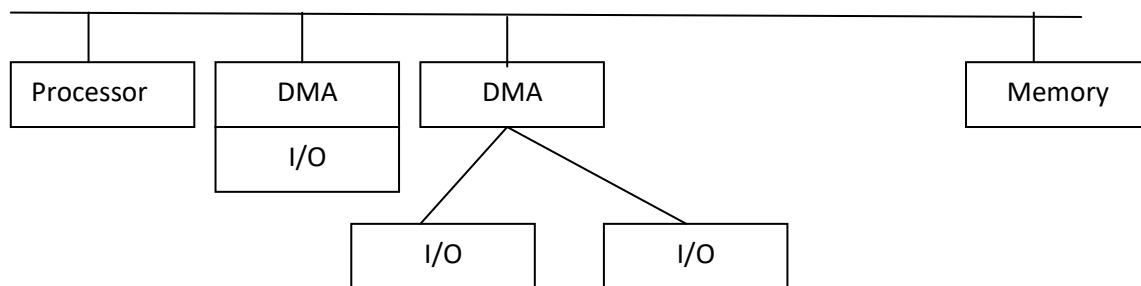 Processor
DMA
DMA
Memory
I/O
I/O
I/O